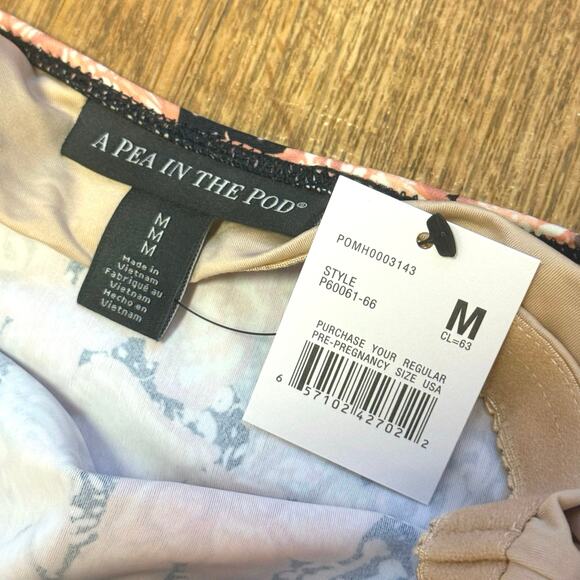 A PEA IN THE POD®
M
M
M
Made in
Vietnam
Fabriqué au
Vietnam
Hecho en
Vietnam
POMH0003143
STYLE
P60061-66
M
CL=63
PURCHASE YOUR REGULAR
PRE-PREGNANCY SIZE USA
6 57102 42702 2